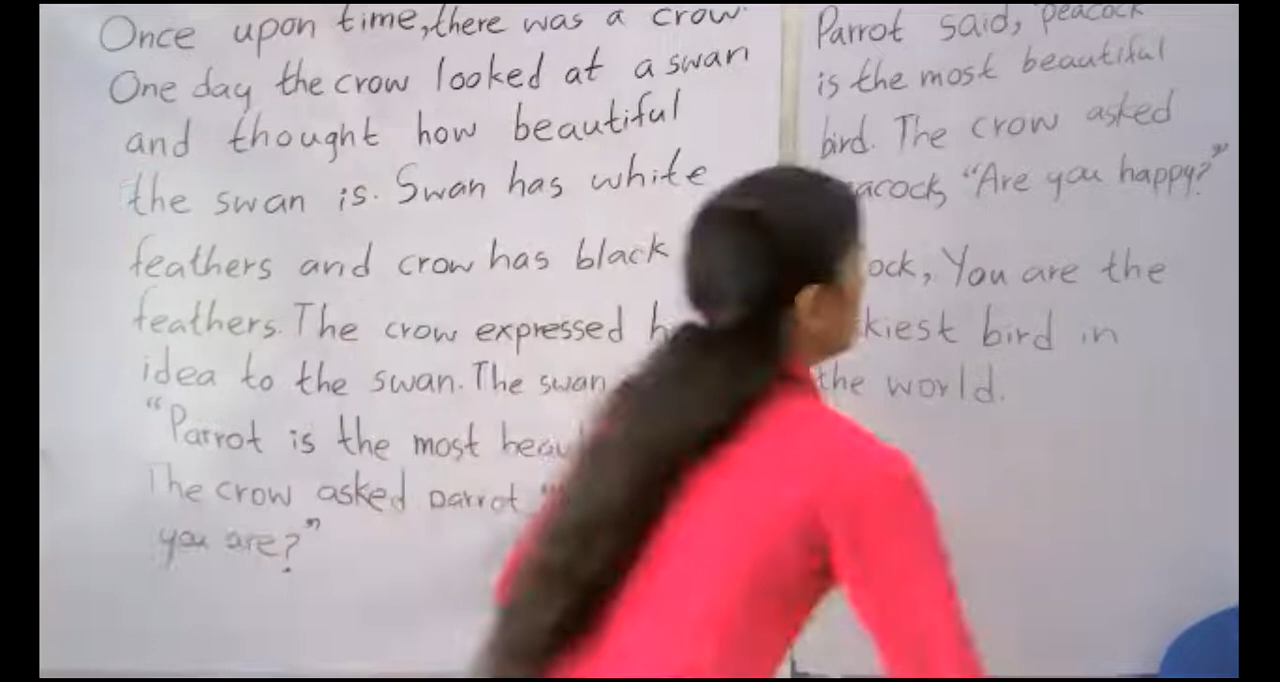 Once upon time, there was a crow.
One day the crow looked at a swan
and thought how beautiful
the swan is. Swan has white
feathers and crow has black
feathers. The crow expressed
idea to the swan. The swan
"Parrot is the most
The crow asked parrot "
you are?"
Parrot said, peacock
is the most beautiful
bird. The crow asked
"Are you happy?"
You are the
bird in
the world.